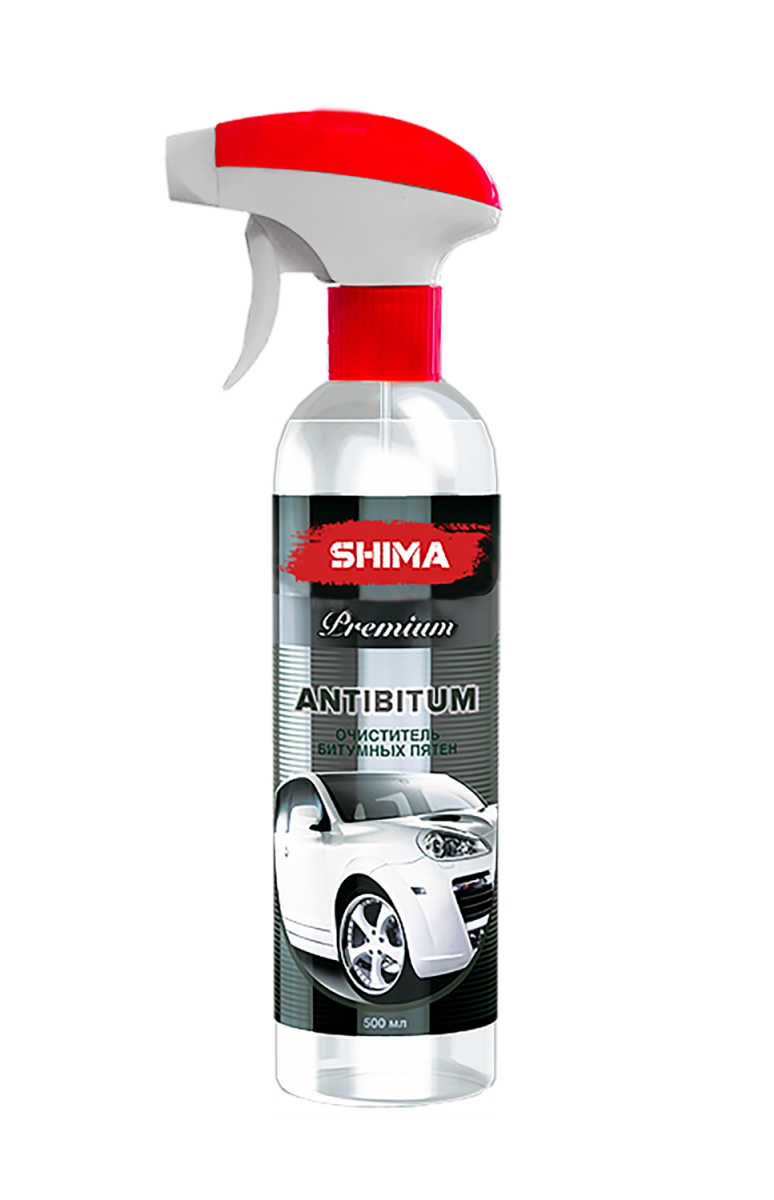 SHIMA
Premium
ANTIBITUM
ОЧИСТИТЕЛЬ
БИТУМНЫХ ПЯТЕН
500 мл